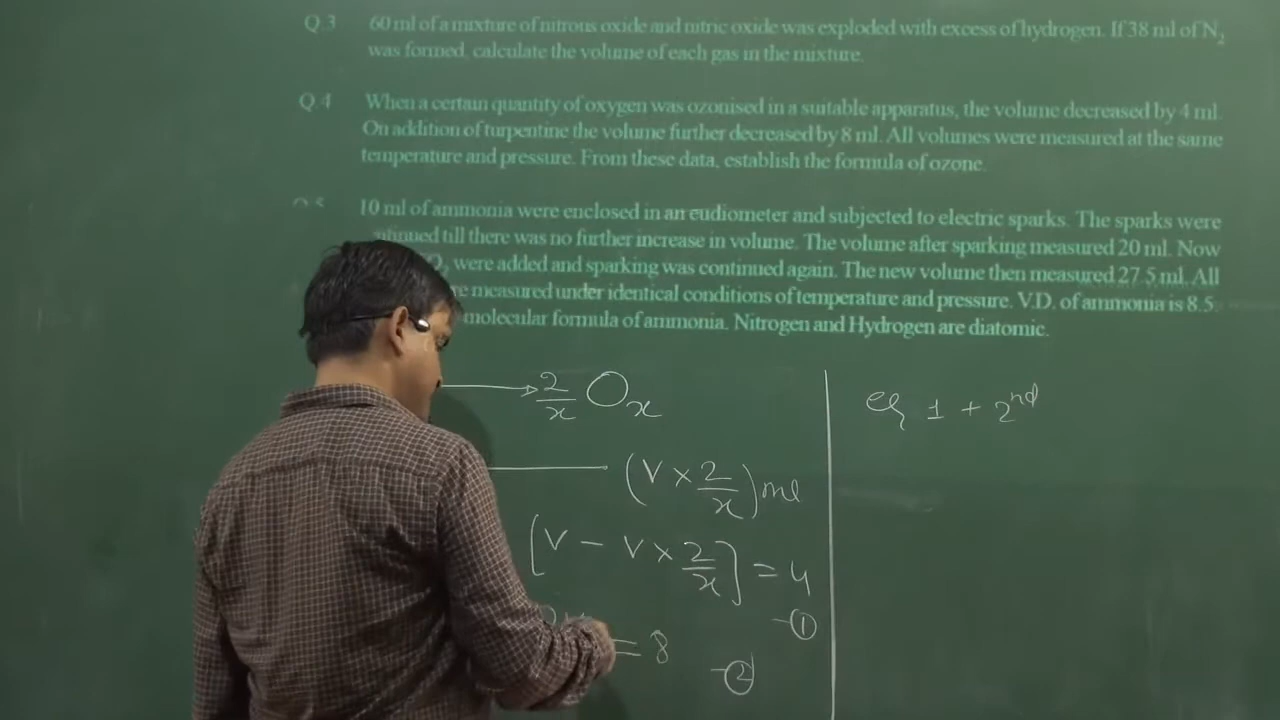 Q.3 60 ml of a mixture of nitrous oxide and nitric oxide was exploded with excess of hydrogen. If 38 ml of N₂
was formed, calculate the volume of each gas in the mixture.
Q.4 When a certain quantity of oxygen was ozonised in a suitable apparatus, the volume decreased by 4 ml.
On addition of turpentine the volume further decreased by 8 ml. All volumes were measured at the same
temperature and pressure. From these data, establish the formula of ozone.
10 ml of ammonia were enclosed in an eudiometer and subjected to electric sparks. The sparks were
till there was no further increase in volume. The volume after sparking measured 20 ml. Now
were added and sparking was continued again. The new volume then measured 27.5 ml. All
measured under identical conditions of temperature and pressure. V.D. of ammonia is 8.5.
molecular formula of ammonia. Nitrogen and Hydrogen are diatomic.
→ 2/x Oₓ
(V × 2/x) ml
[V - V × 2/x] = 4
-①
= 8
-②
eq 1 + 2nd